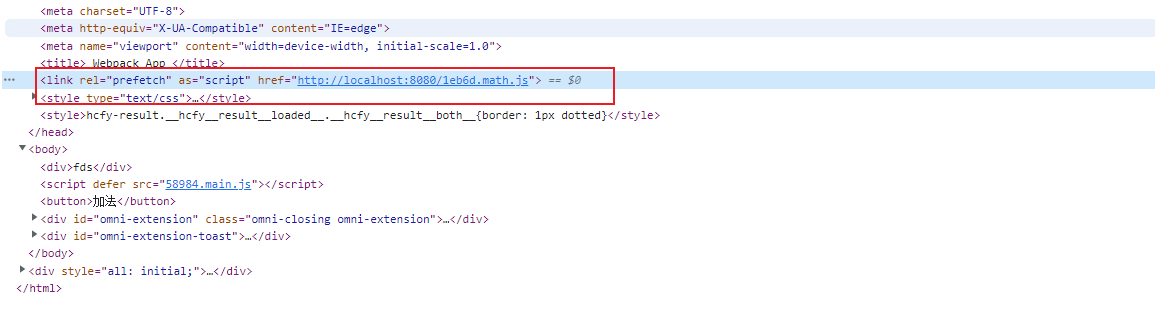 <meta charset="UTF-8">
<meta http-equiv="X-UA-Compatible" content="IE=edge">
<meta name="viewport" content="width=device-width, initial-scale=1.0">
<title> Webpack App </title>
<link rel="prefetch" as="script" href="http://localhost:8080/1eb6d.math.js"> == $0
<style type="text/css">…</style>
<style>hcfy-result.__hcfy__result__loaded__.__hcfy__result__both__{border: 1px dotted}</style>
</head>
<body>
<div>fds</div>
<script defer src="58984.main.js"></script>
<button>加法</button>
<div id="omni-extension" class="omni-closing omni-extension">…</div>
<div id="omni-extension-toast">…</div>
</body>
<div style="all: initial;">…</div>
</html>